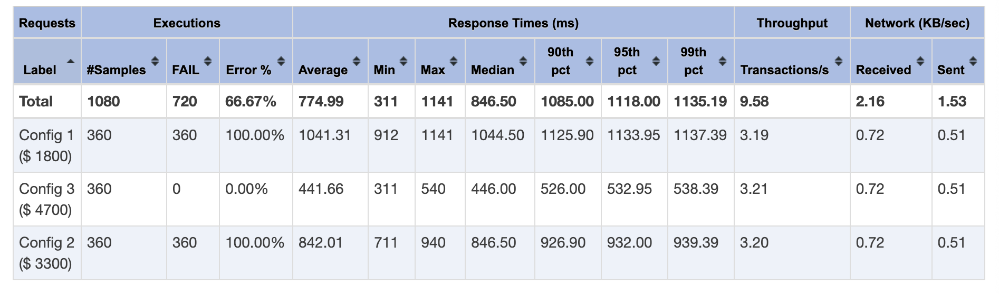 Requests Executions Response Times (ms) Throughput Network (KB/sec)
Label #Samples FAIL Error % Average Min Max Median 90th pct 95th pct 99th pct Transactions/s Received Sent
Total 1080 720 66.67% 774.99 311 1141 846.50 1085.00 1118.00 1135.19 9.58 2.16 1.53
Config 1 360 360 100.00% 1041.31 912 1141 1044.50 1125.90 1133.95 1137.39 3.19 0.72 0.51
($ 1800)
Config 3 360 0 0.00% 441.66 311 540 446.00 526.00 532.95 538.39 3.21 0.72 0.51
($ 4700)
Config 2 360 360 100.00% 842.01 711 940 846.50 926.90 932.00 939.39 3.20 0.72 0.51
($ 3300)